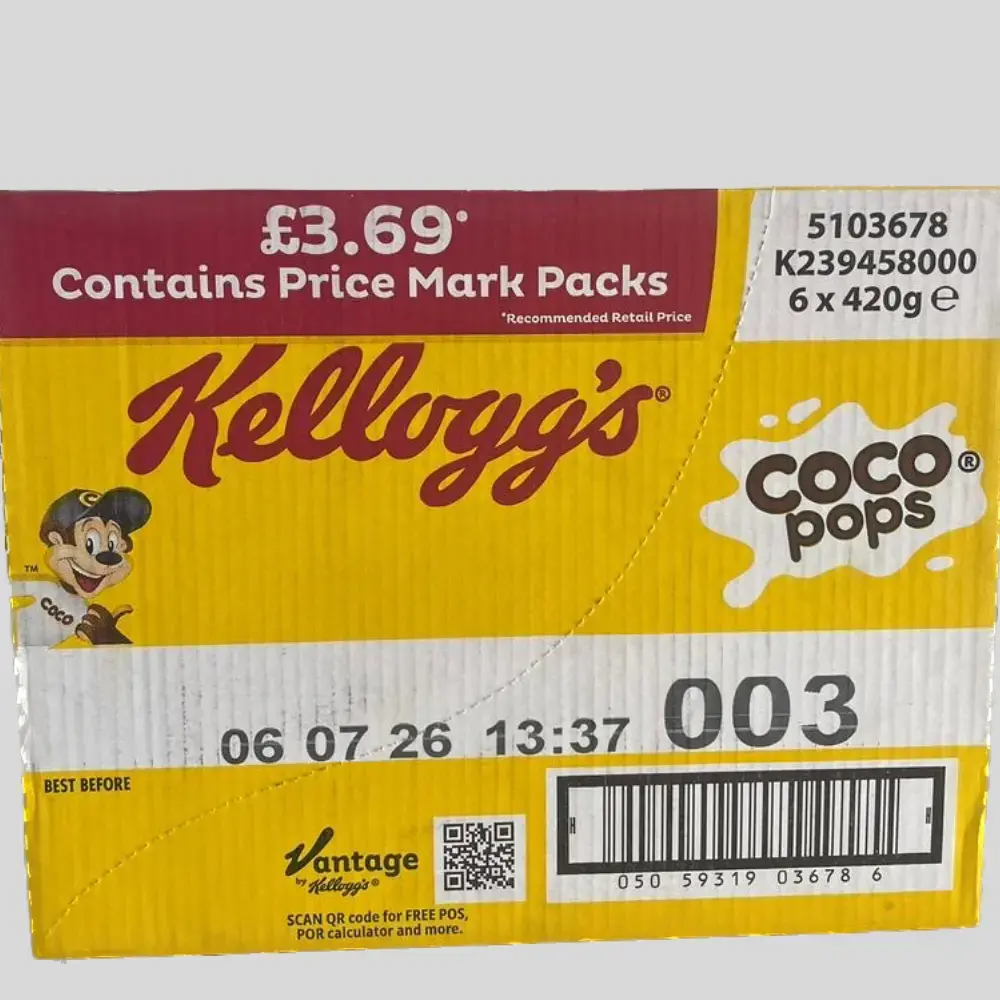 £3.69*
Contains Price Mark Packs
*Recommended Retail Price
5103678
K239458000
6 x 420g e
Kellogg's®
coco ®
pops
TM
coco
06 07 26 13:37 003
BEST BEFORE
Vantage
by Kellogg's®
SCAN QR code for FREE POS,
POR calculator and more.
H H
050 59319 03678 6